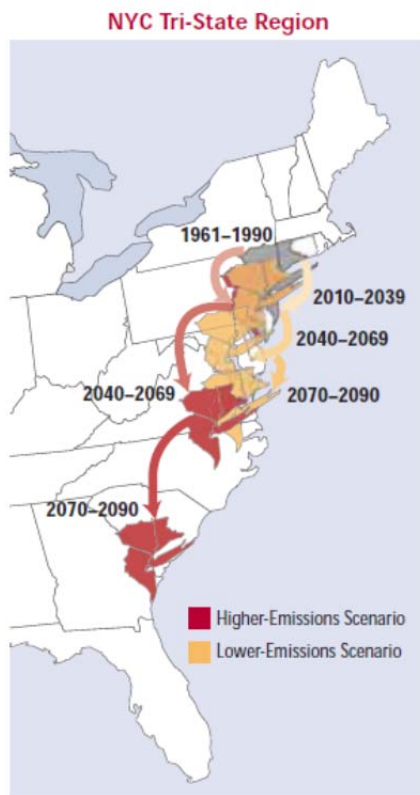 NYC Tri-State Region
1961–1990
2010–2039
2040–2069
2040–2069
2070–2090
2070–2090
Higher-Emissions Scenario
Lower-Emissions Scenario